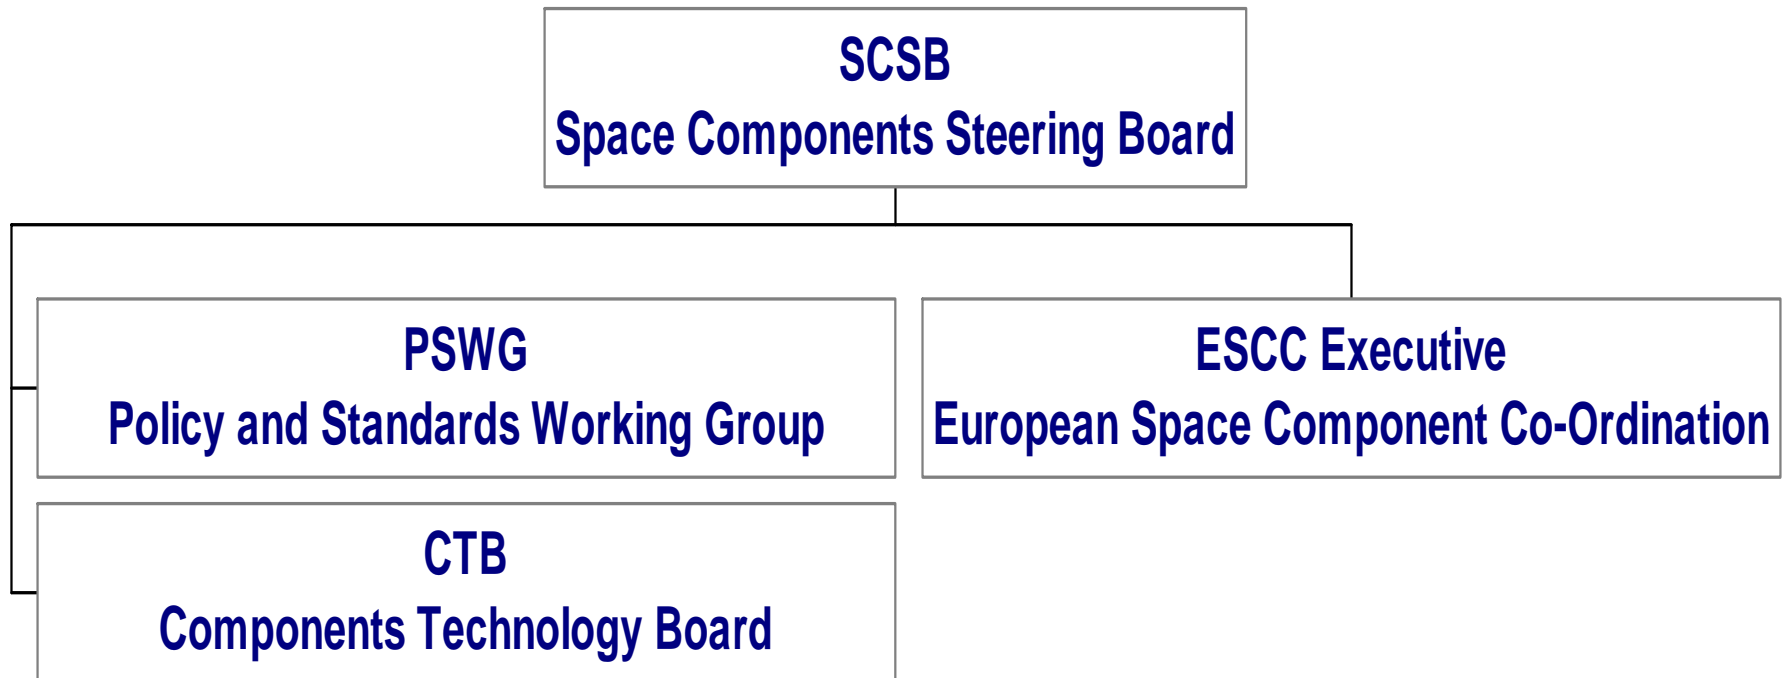 SCSB
Space Components Steering Board
PSWG
Policy and Standards Working Group
ESCC Executive
European Space Component Co-Ordination
CTB
Components Technology Board